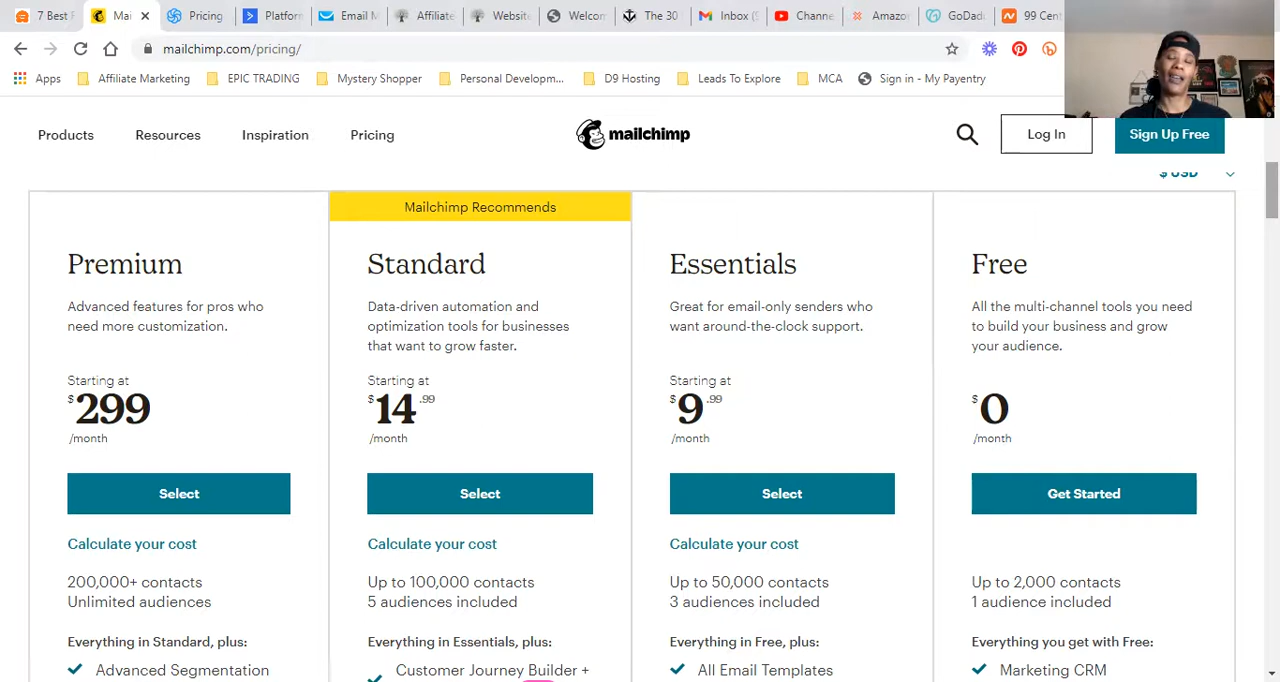 7 Best F
Mai
Pricing
Platforn
Email M
Affiliate
Website
Welcom
The 30
Inbox (
Channe
Amazo
GoDad
99 Cent
mailchimp.com/pricing/
Apps
Affiliate Marketing
EPIC TRADING
Mystery Shopper
Personal Developm...
D9 Hosting
Leads To Explore
MCA
Sign in - My Payentry
Products
Resources
Inspiration
Pricing
mailchimp
Log In
Sign Up Free
$ USD
Mailchimp Recommends
Premium
Advanced features for pros who
need more customization.
Starting at
$299
/month
Select
Calculate your cost
200,000+ contacts
Unlimited audiences
Everything in Standard, plus:
Advanced Segmentation
Standard
Data-driven automation and
optimization tools for businesses
that want to grow faster.
Starting at
$14.99
/month
Select
Calculate your cost
Up to 100,000 contacts
5 audiences included
Everything in Essentials, plus:
Customer Journey Builder +
Essentials
Great for email-only senders who
want around-the-clock support.
Starting at
$9.99
/month
Select
Calculate your cost
Up to 50,000 contacts
3 audiences included
Everything in Free, plus:
All Email Templates
Free
All the multi-channel tools you need
to build your business and grow
your audience.
$0
/month
Get Started
Up to 2,000 contacts
1 audience included
Everything you get with Free:
Marketing CRM